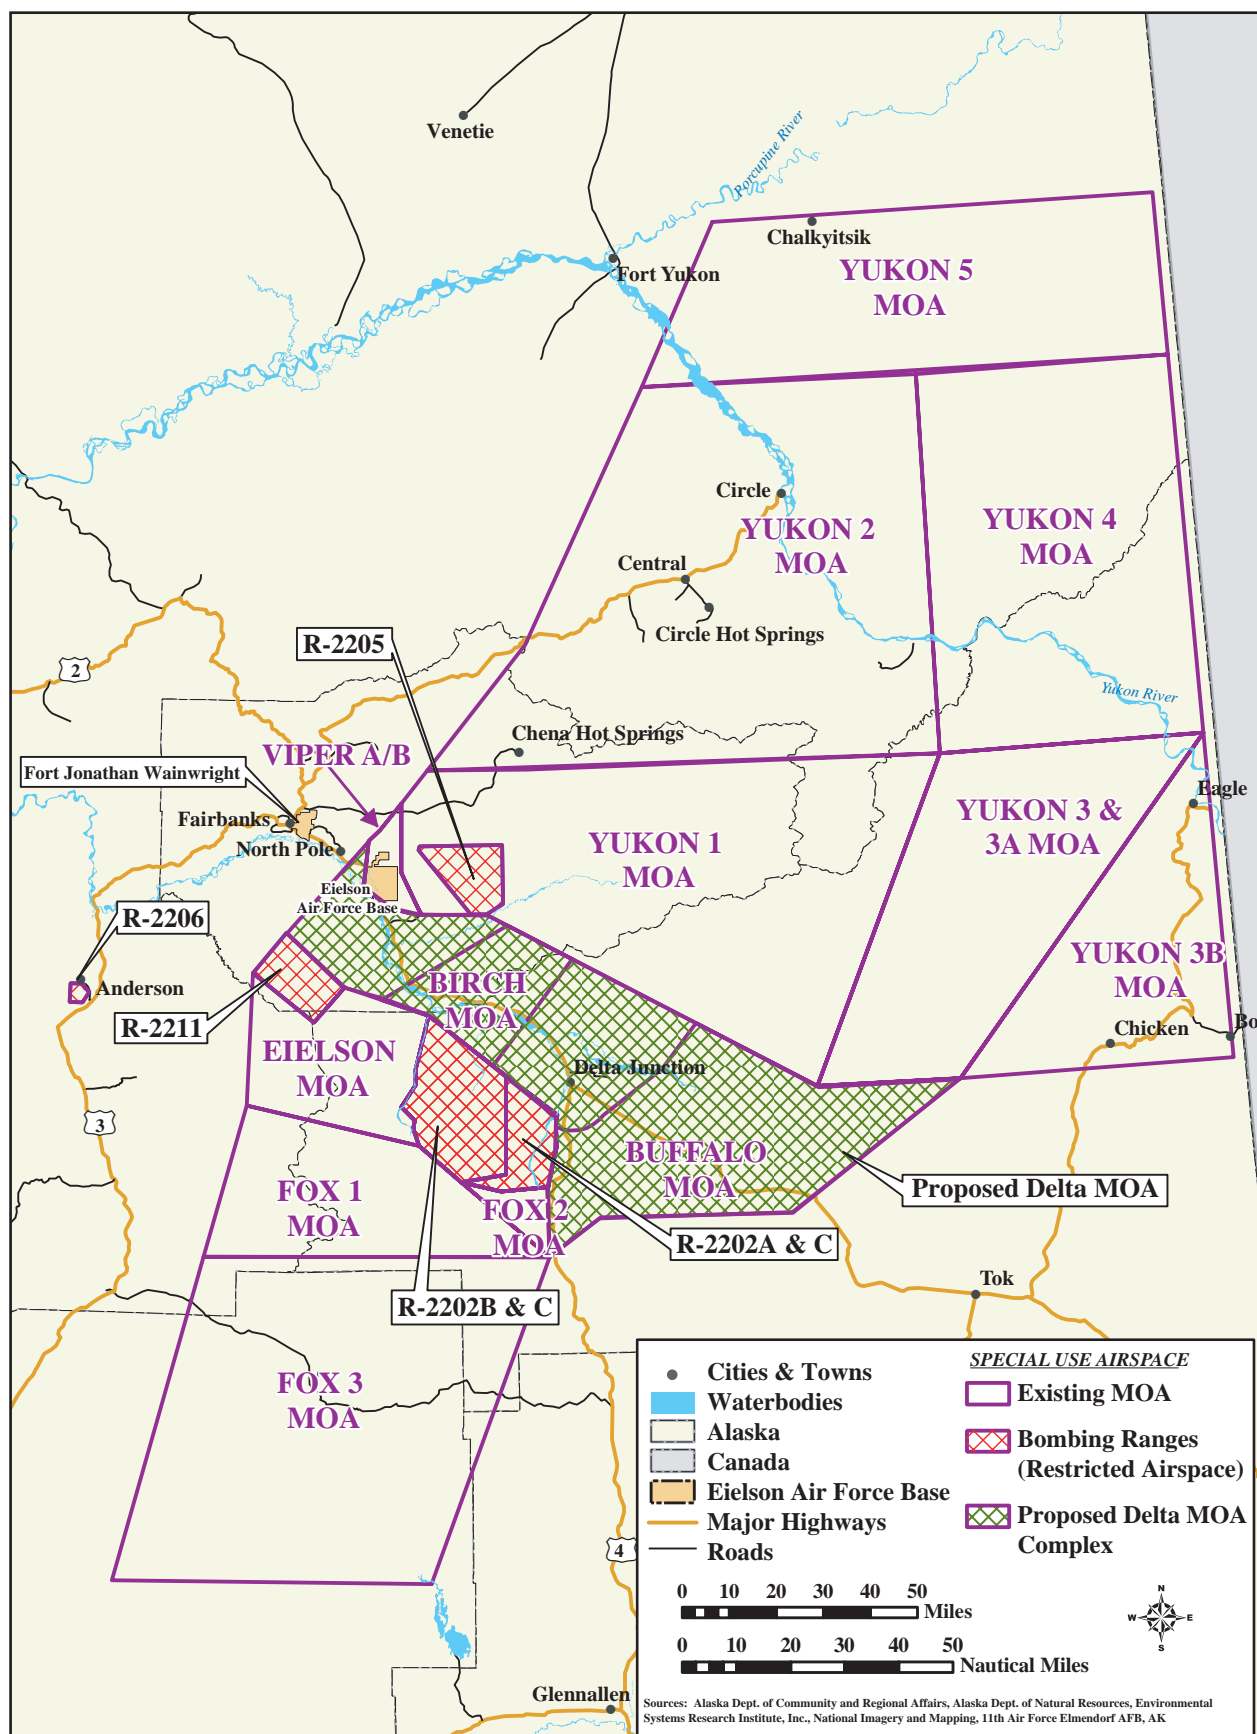 Venetie
Porcupine River
Chalkyitsik
Fort Yukon
YUKON 5
MOA
Circle
YUKON 2
MOA
YUKON 4
MOA
Central
Circle Hot Springs
R-2205
2
Yukon River
Chena Hot Springs
VIPER A/B
Fort Jonathan Wainwright
Eagle
Fairbanks
YUKON 3 &
3A MOA
North Pole
YUKON 1
MOA
Eielson
Air Force Base
R-2206
YUKON 3B
MOA
Anderson
BIRCH
MOA
R-2211
Chicken
Bo
EIELSON
MOA
Delta Junction
3
BUFFALO
MOA
FOX 1
MOA
Proposed Delta MOA
FOX 2
MOA
R-2202A & C
Tok
R-2202B & C
FOX 3
MOA
4
Glennallen
Cities & Towns
Waterbodies
Alaska
Canada
Eielson Air Force Base
Major Highways
Roads
SPECIAL USE AIRSPACE
Existing MOA
Bombing Ranges
(Restricted Airspace)
Proposed Delta MOA
Complex
0 10 20 30 40 50
Miles
0 10 20 30 40 50
Nautical Miles
N
W E
S
Sources: Alaska Dept. of Community and Regional Affairs, Alaska Dept. of Natural Resources, Environmental
Systems Research Institute, Inc., National Imagery and Mapping, 11th Air Force Elmendorf AFB, AK